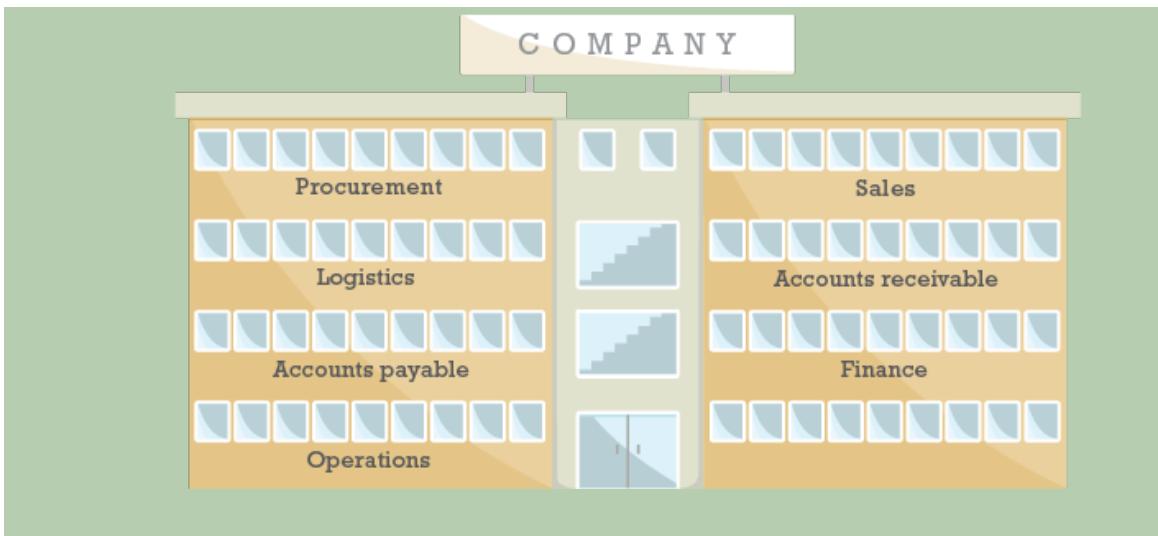 COMPANY
Procurement
Sales
Logistics
Accounts receivable
Accounts payable
Finance
Operations